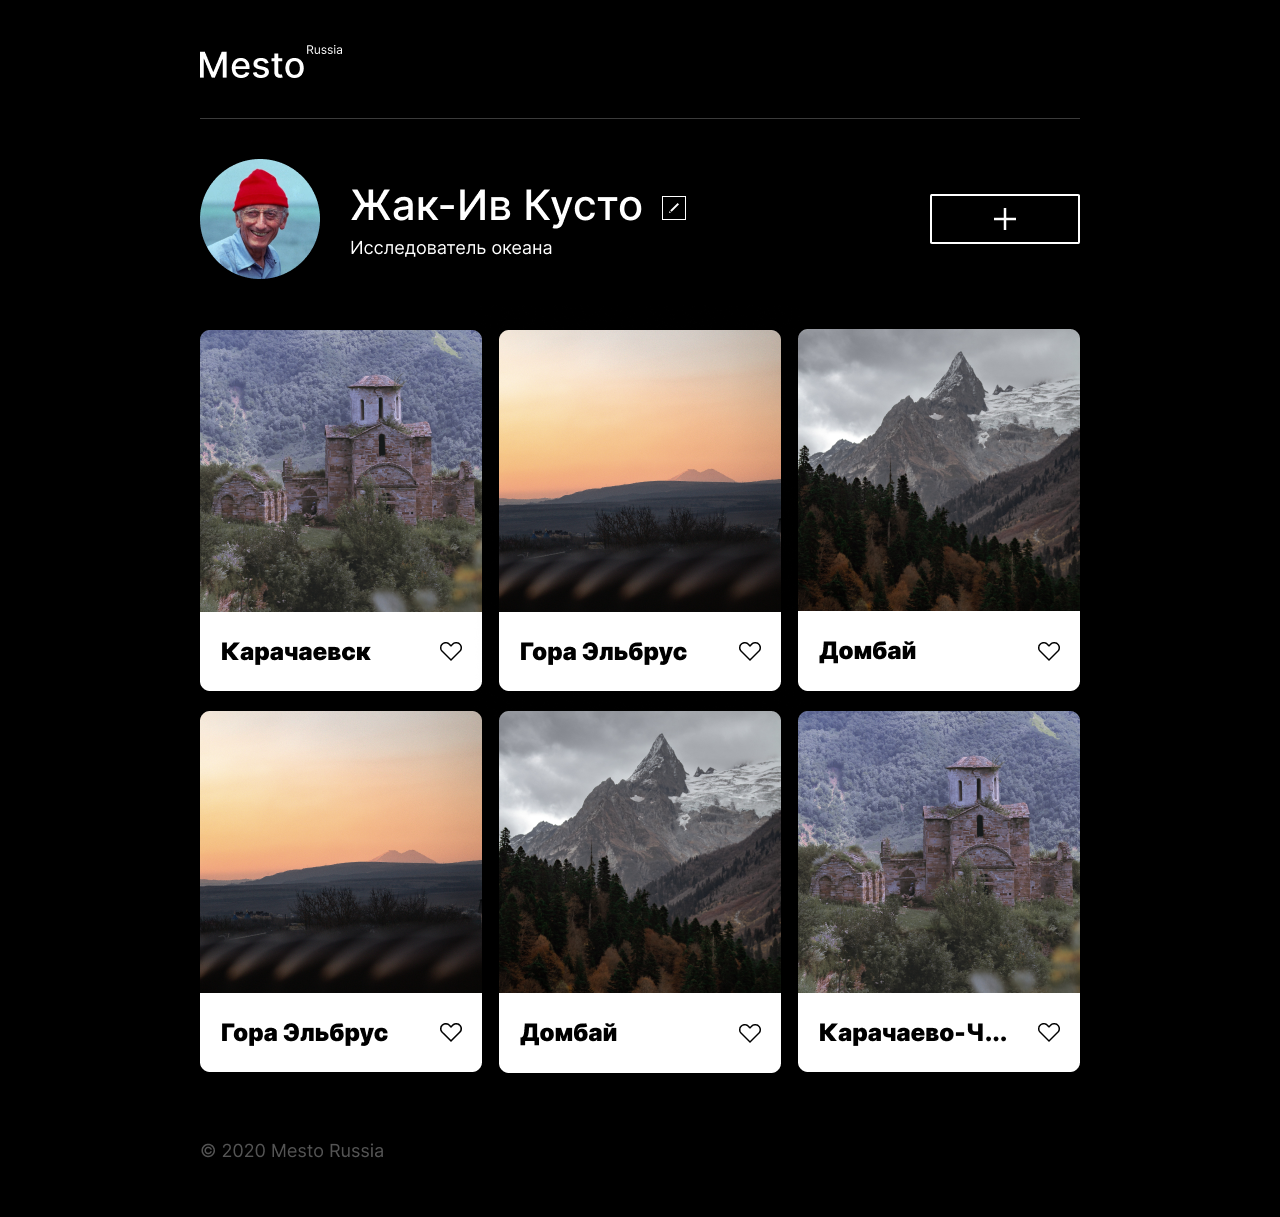 Mesto Russia
Жак-Ив Кусто
Исследователь океана
Карачаевск
Гора Эльбрус
Домбай
Гора Эльбрус
Домбай
Карачаево-Ч...
© 2020 Mesto Russia